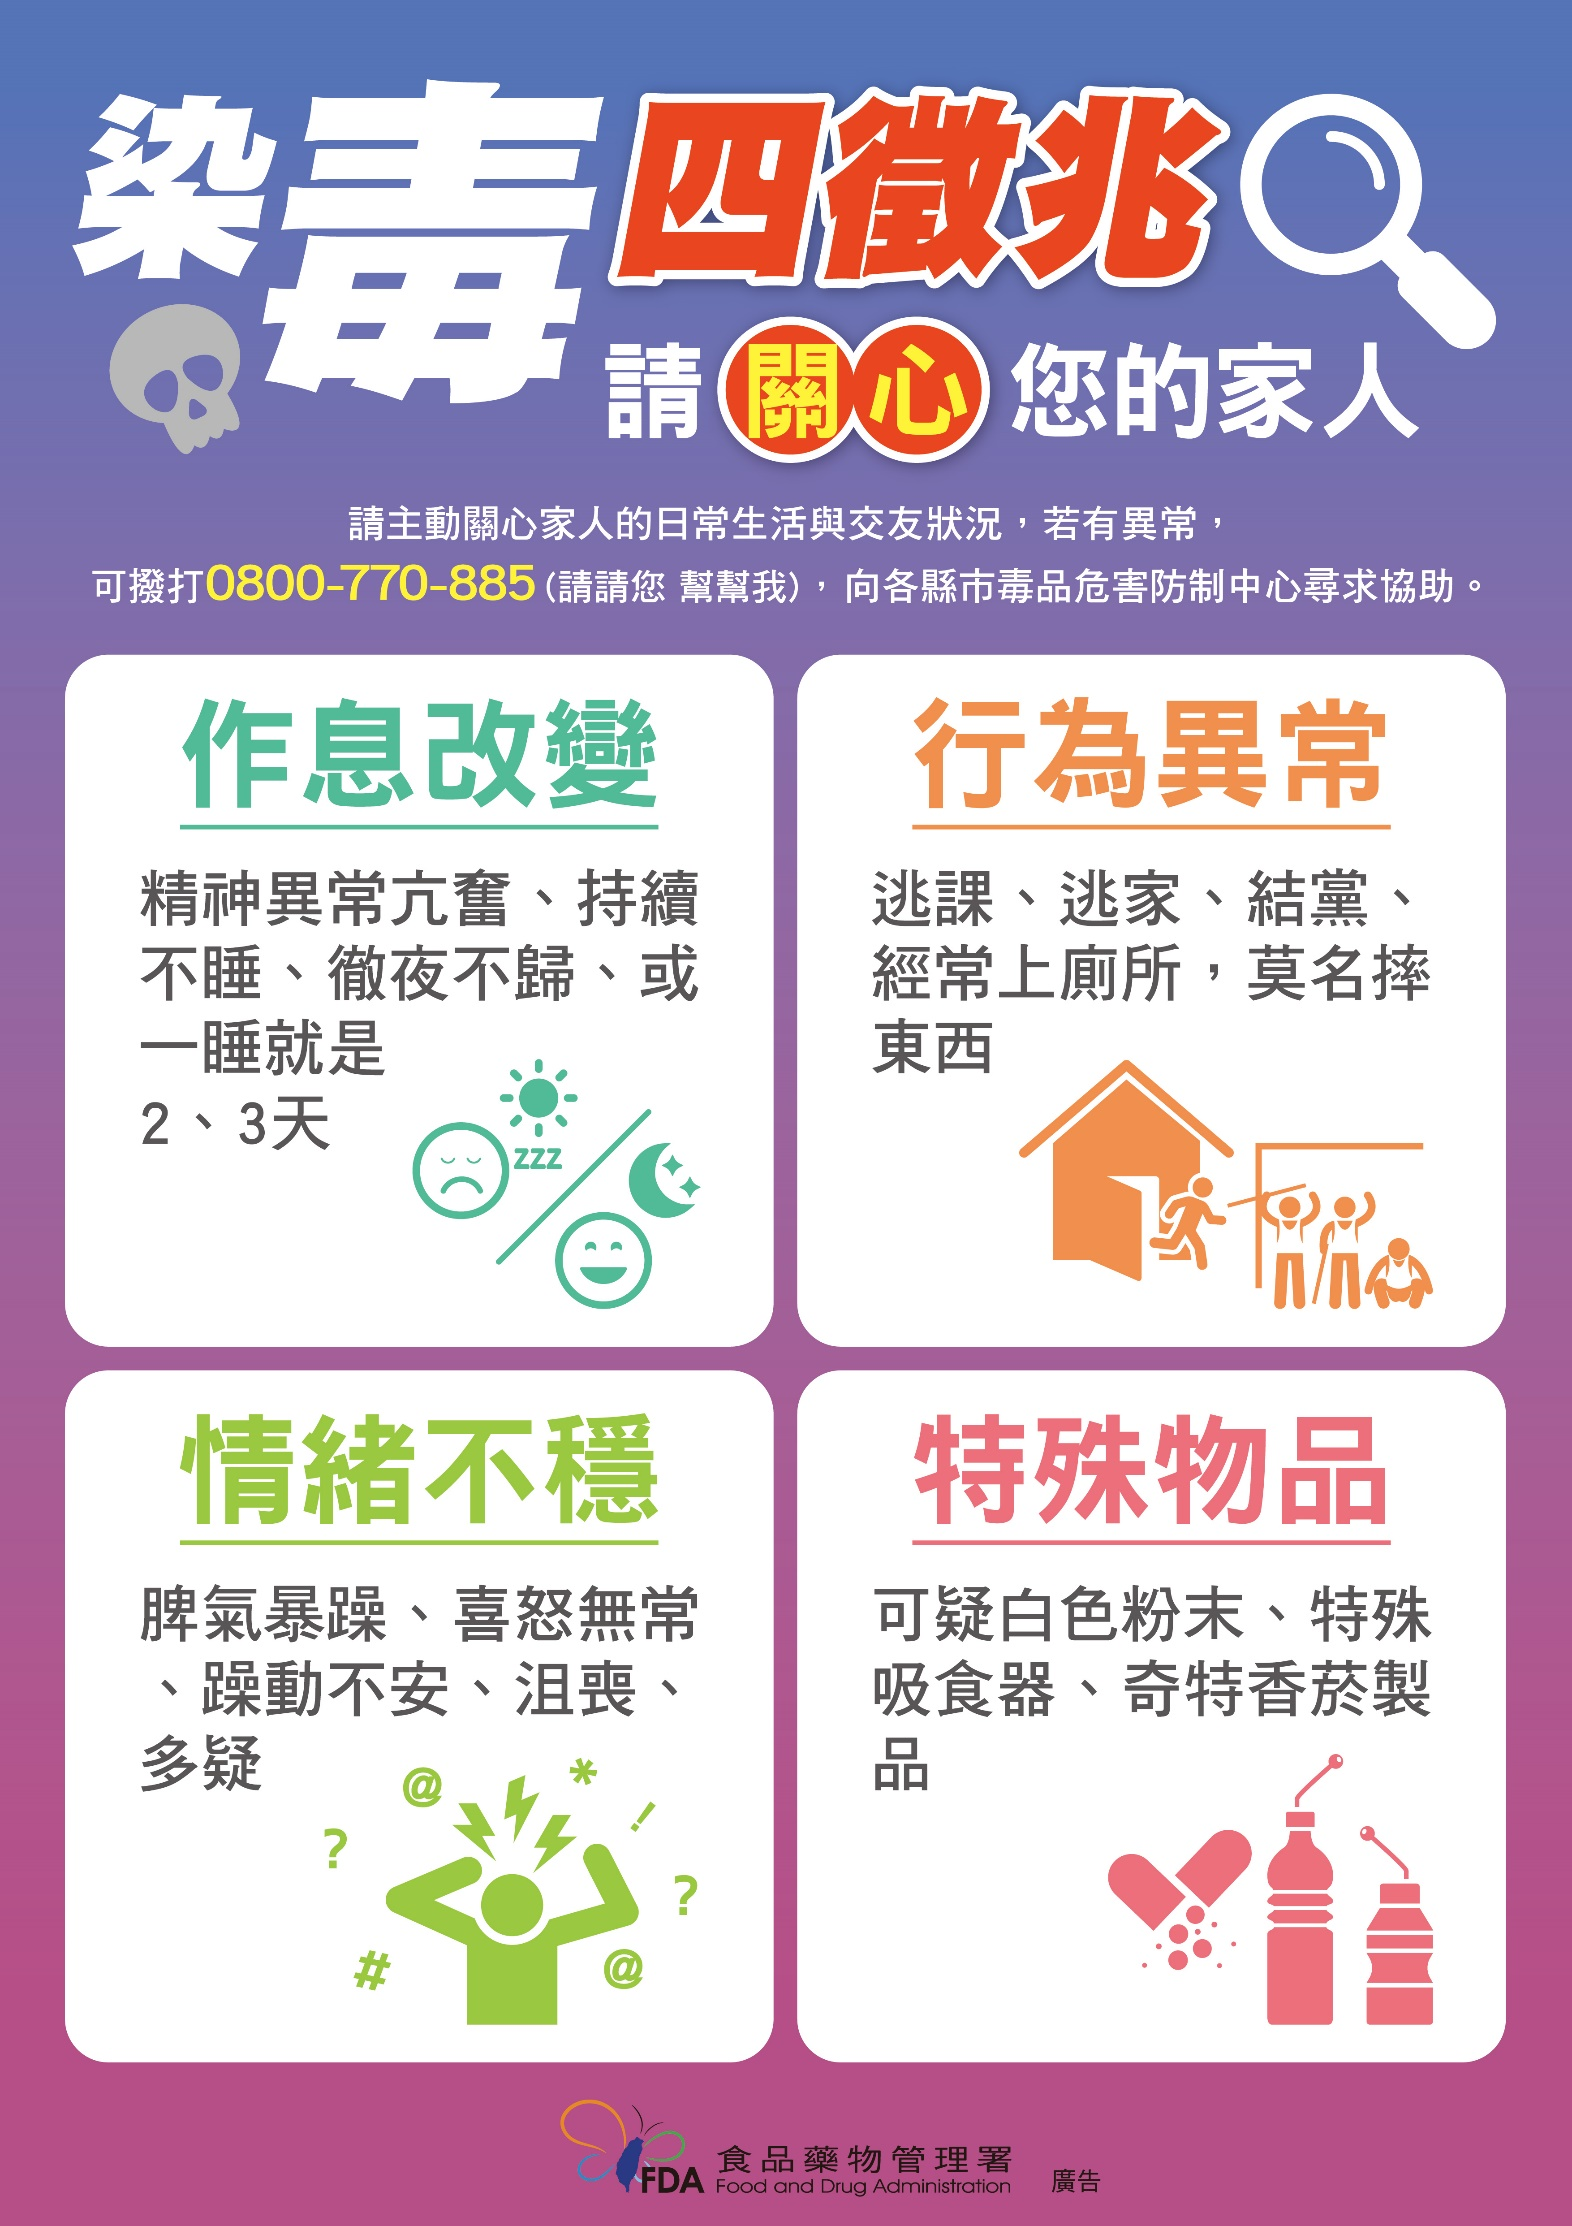 染毒四徵兆
請關心您的家人
請主動關心家人的日常生活與交友狀況，若有異常，
可撥打0800-770-885(請請您 幫幫我)，向各縣市毒品危害防制中心尋求協助。
作息改變
精神異常亢奮、持續
不睡、徹夜不歸、或
一睡就是
2、3天
zzz
行為異常
逃課、逃家、結黨、
經常上廁所，莫名摔
東西
情緒不穩
脾氣暴躁、喜怒無常
、躁動不安、沮喪、
多疑
@ * ! ? ? # @
特殊物品
可疑白色粉末、特殊
吸食器、奇特香菸製
品
FDA 食品藥物管理署
Food and Drug Administration
廣告